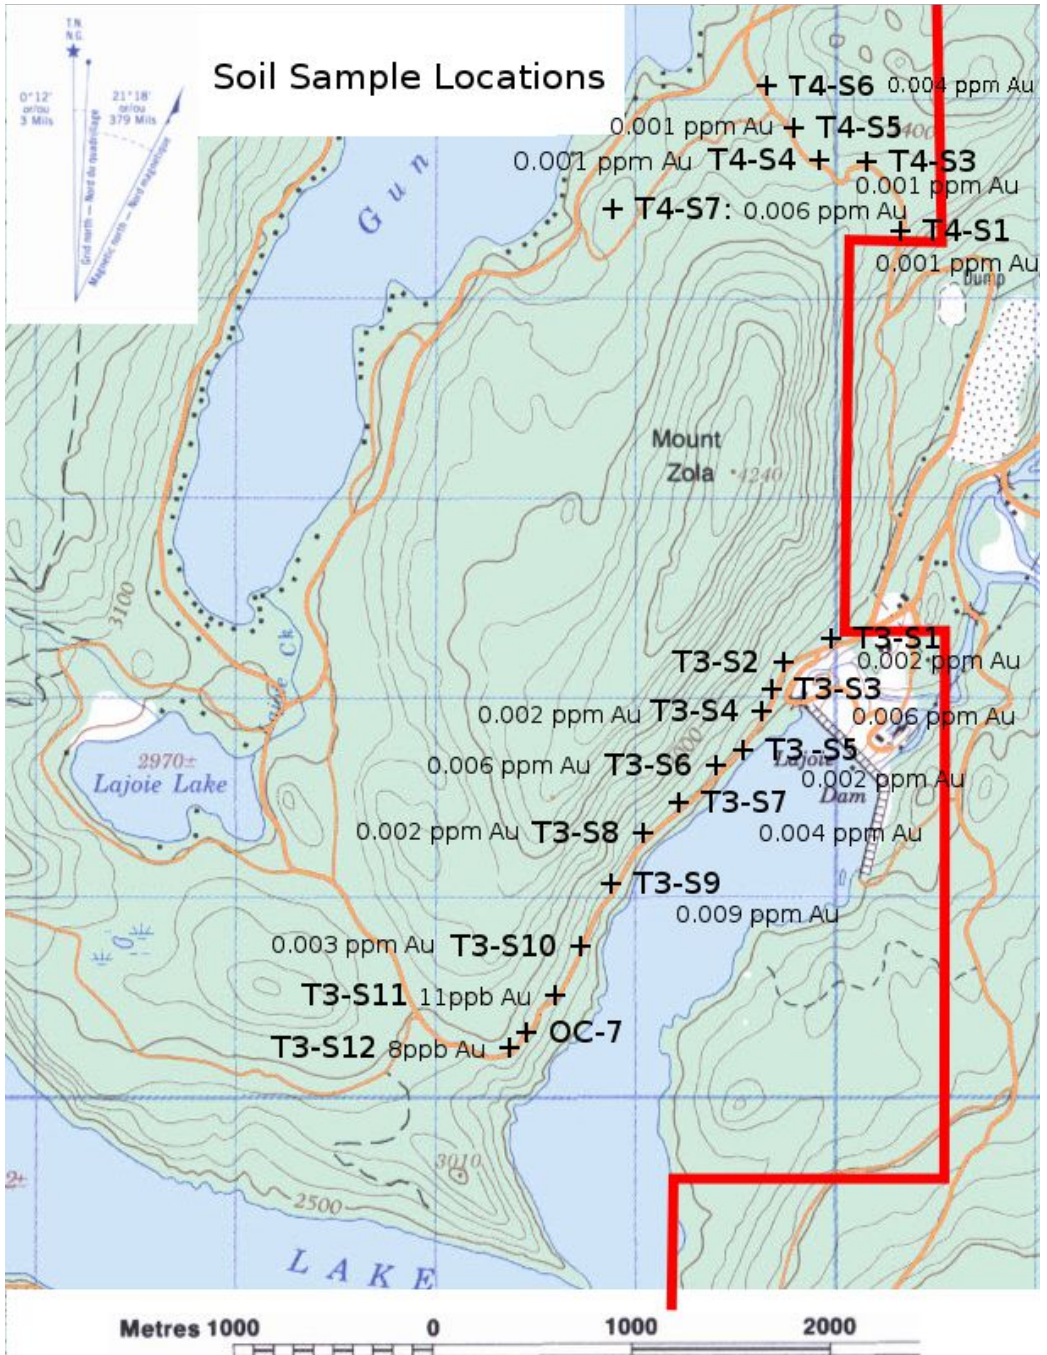 T.N.
N.G.
0°12'
or/ou
3 Mils
21°18'
or/ou
379 Mils
Grid north — Nord du quadrillage
Magnetic north — Nord magnétique
Soil Sample Locations
T4-S6 0.004 ppm Au
0.001 ppm Au T4-S5
0.001 ppm Au T4-S4
T4-S3
0.001 ppm Au
T4-S7: 0.006 ppm Au
T4-S1
0.001 ppm Au
Dump
Gun
Mount
Zola
4240
3100
Lajoie Ck
T3-S1
0.002 ppm Au
T3-S2
T3-S3
0.006 ppm Au
0.002 ppm Au T3-S4
T3-S5
0.002 ppm Au
0.006 ppm Au T3-S6
Lajoie
Dam
2970±
Lajoie Lake
T3-S7
0.004 ppm Au
0.002 ppm Au T3-S8
T3-S9
0.009 ppm Au
0.003 ppm Au T3-S10
T3-S11 11ppb Au
OC-7
T3-S12 8ppb Au
3010
2500
LAKE
Metres 1000 0 1000 2000